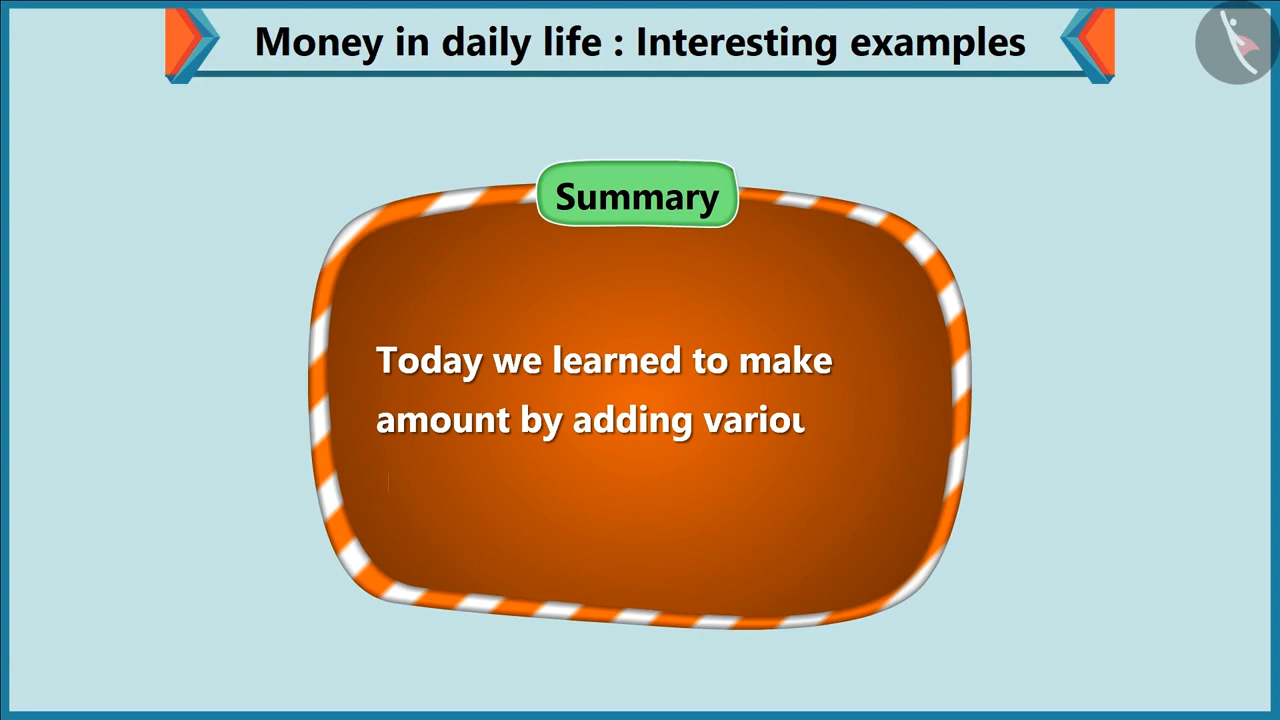 Money in daily life : Interesting examples
Summary
Today we learned to make
amount by adding